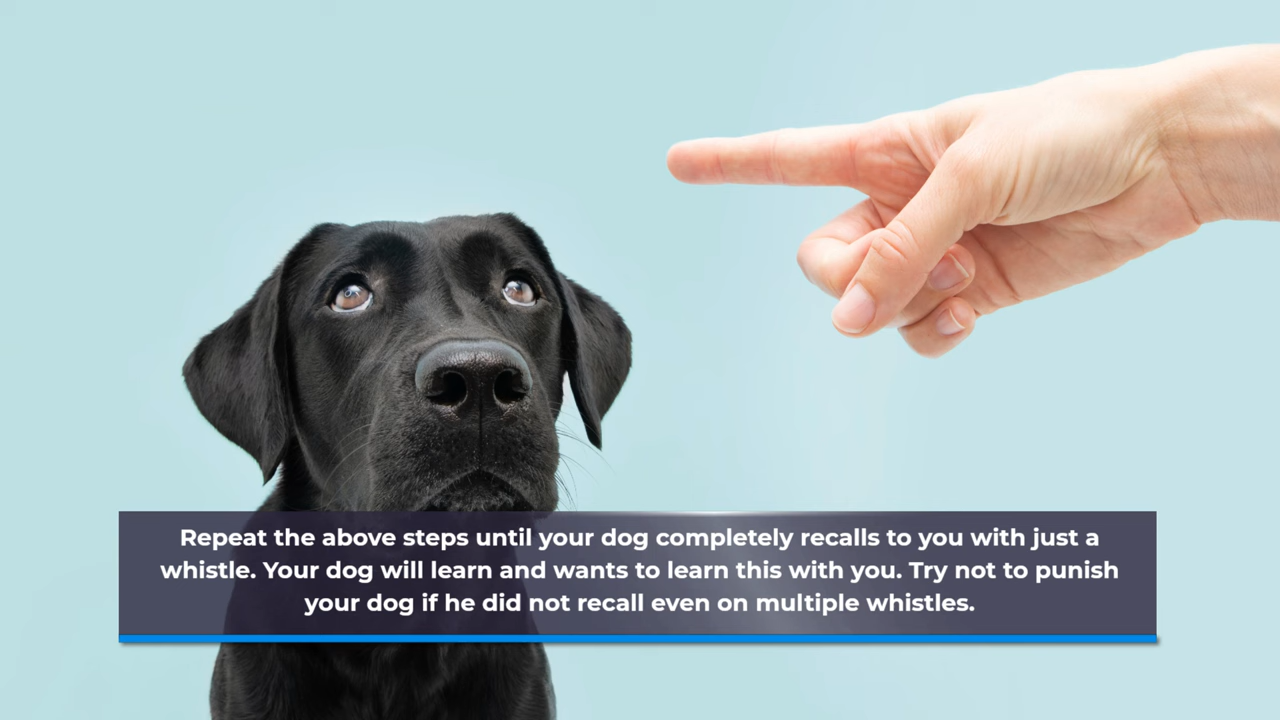 Repeat the above steps until your dog completely recalls to you with just a
whistle. Your dog will learn and wants to learn this with you. Try not to punish
your dog if he did not recall even on multiple whistles.